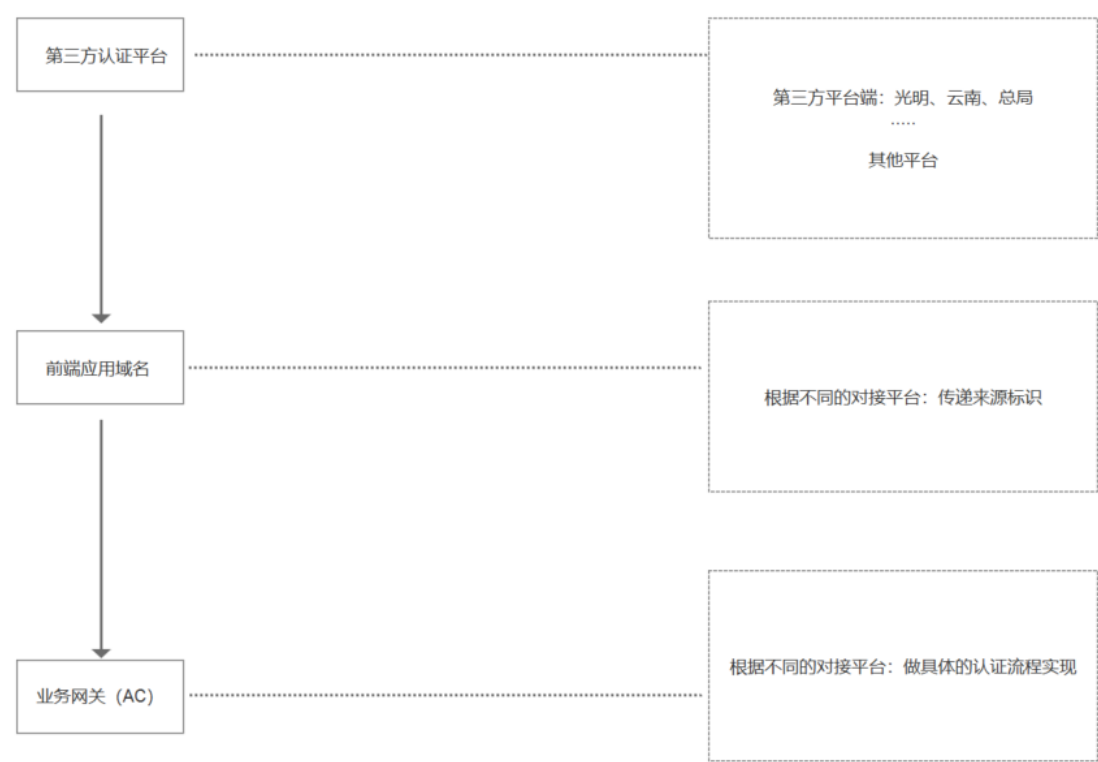 第三方认证平台
第三方平台端：光明、云南、总局
.....
其他平台
前端应用域名
根据不同的对接平台：传递来源标识
业务网关（AC）
根据不同的对接平台：做具体的认证流程实现